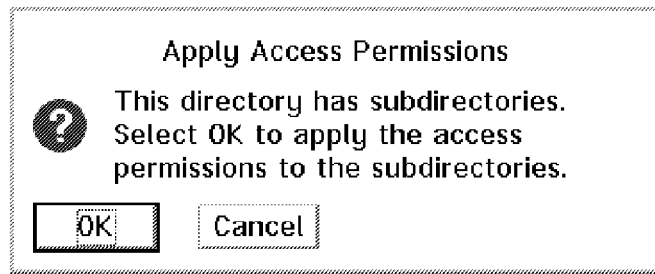 Apply Access Permissions
This directory has subdirectories.
Select OK to apply the access
permissions to the subdirectories.
OK
Cancel